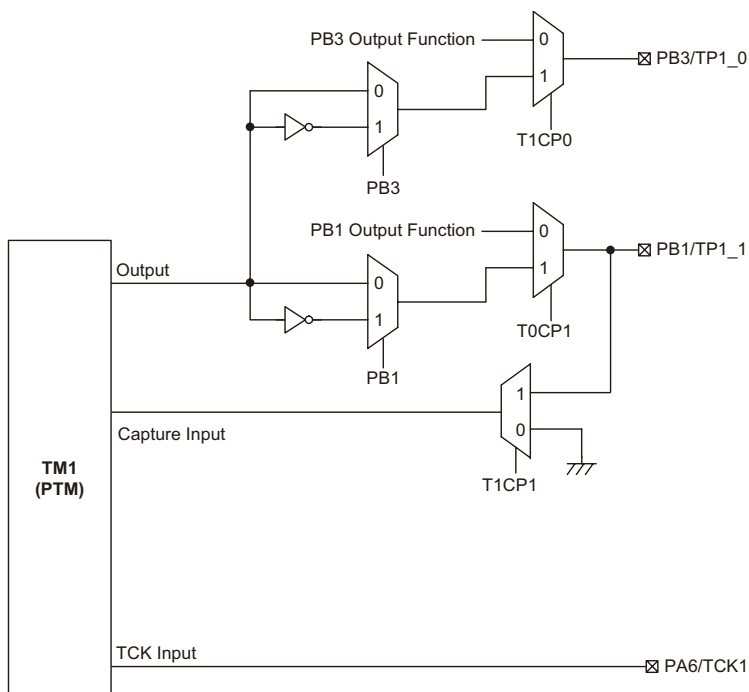 PB3 Output Function
0
1
PB3/TP1_0
T1CP0
0
1
PB3
PB1 Output Function
0
1
PB1/TP1_1
T0CP1
Output
0
1
PB1
Capture Input
1
0
T1CP1
TM1
(PTM)
TCK Input
PA6/TCK1